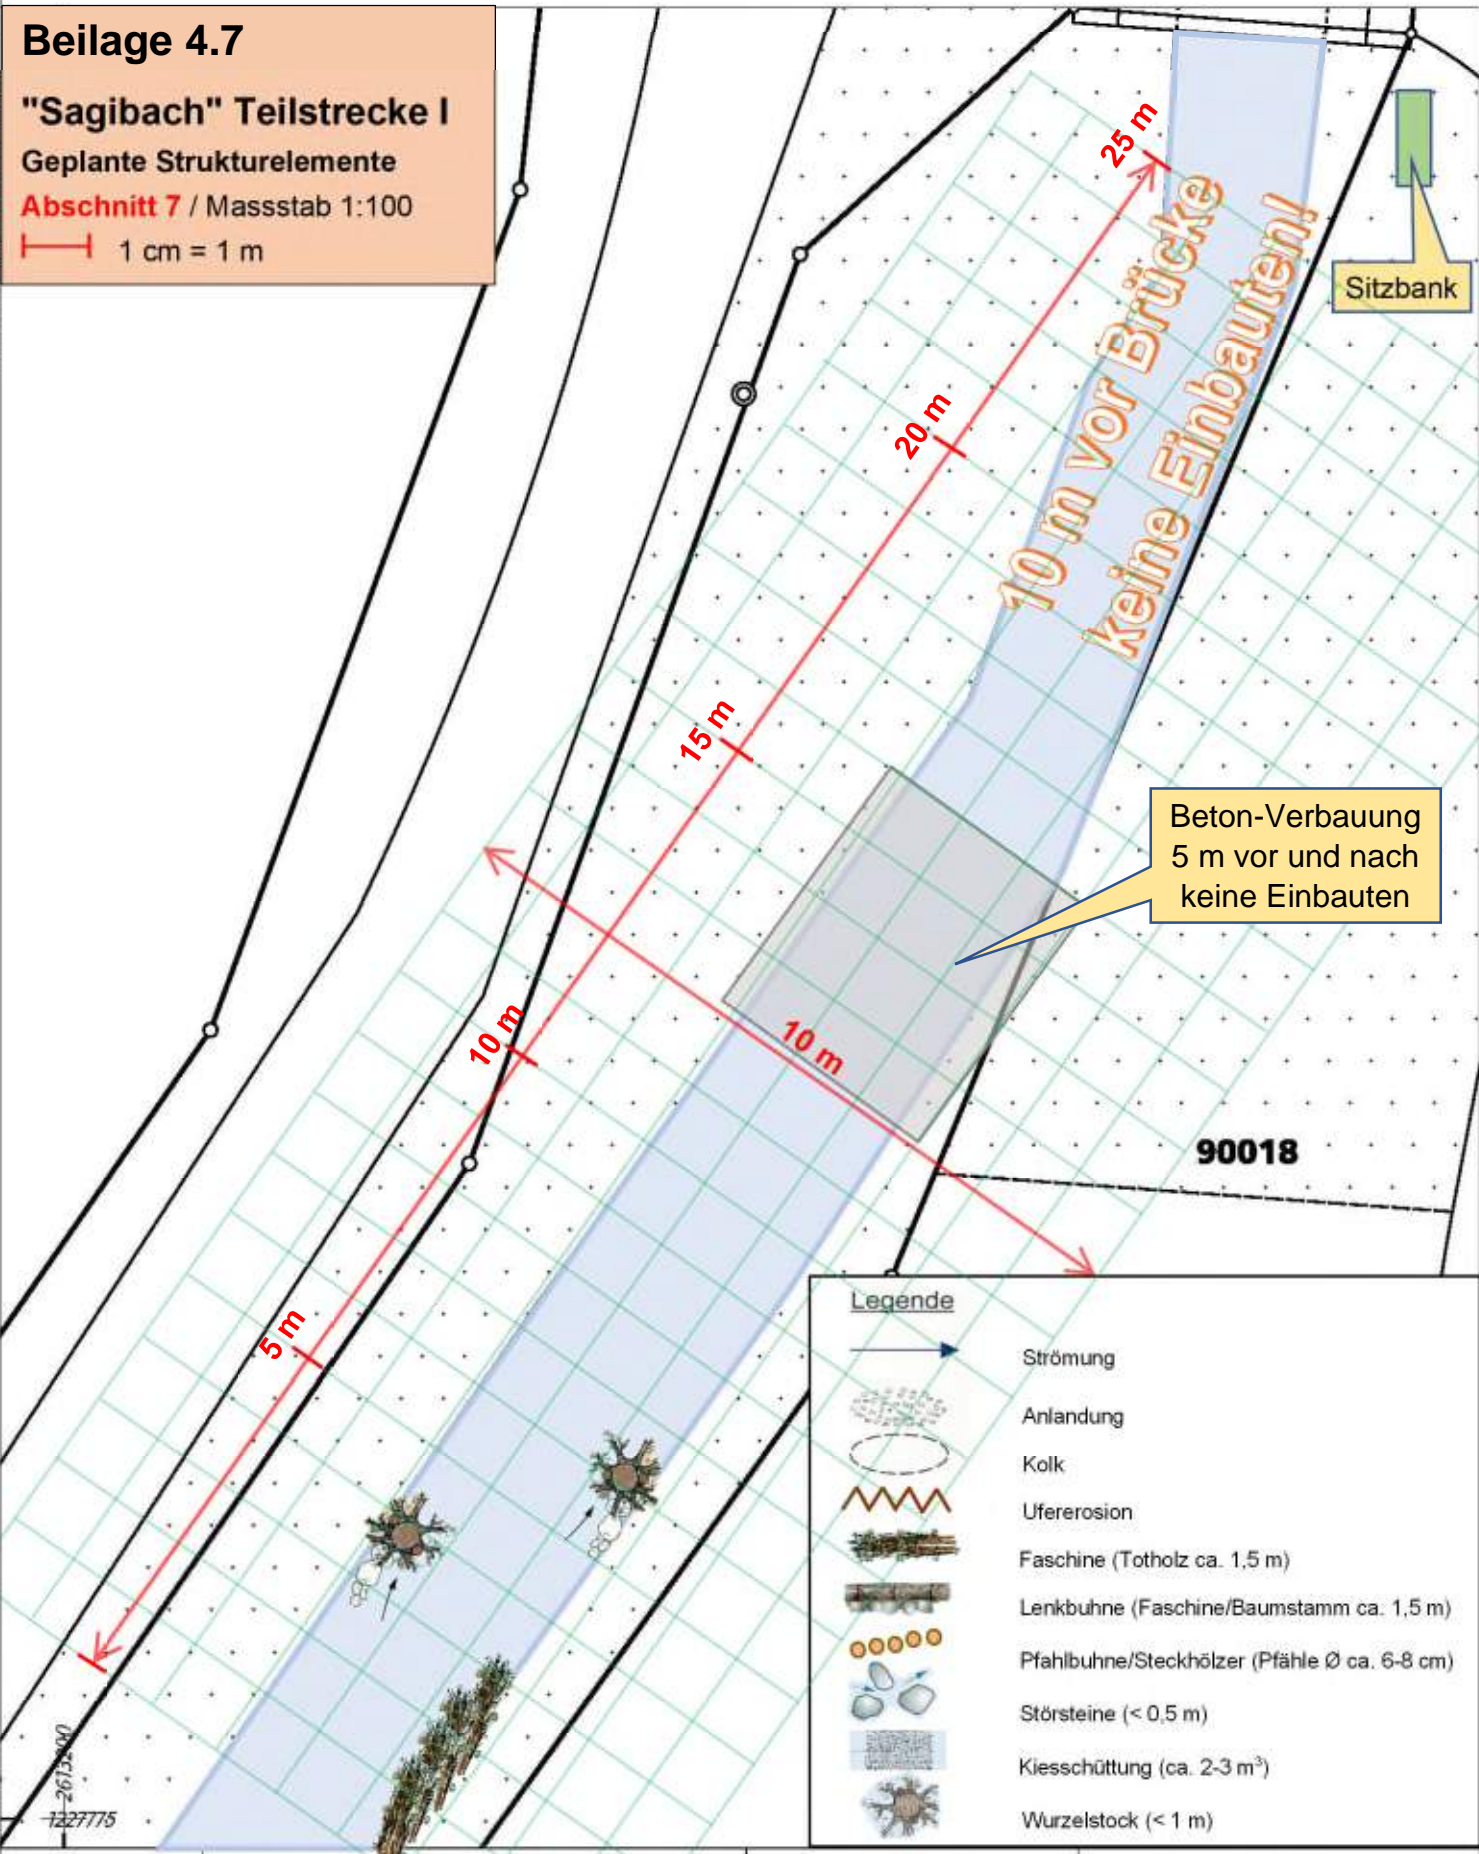 Beilage 4.7
"Sagibach" Teilstrecke I
Geplante Strukturelemente
Abschnitt 7 / Massstab 1:100
1 cm = 1 m
25 m
20 m
15 m
10 m
5 m
10 m
10 m vor Brücke
keine Einbauten!
Sitzbank
Beton-Verbauung
5 m vor und nach
keine Einbauten
90018
2613200
1227775
Legende
Strömung
Anlandung
Kolk
Ufererosion
Faschine (Totholz ca. 1,5 m)
Lenkbuhne (Faschine/Baumstamm ca. 1,5 m)
Pfahlbuhne/Steckhölzer (Pfähle Ø ca. 6-8 cm)
Störsteine (< 0,5 m)
Kiesschüttung (ca. 2-3 m³)
Wurzelstock (< 1 m)